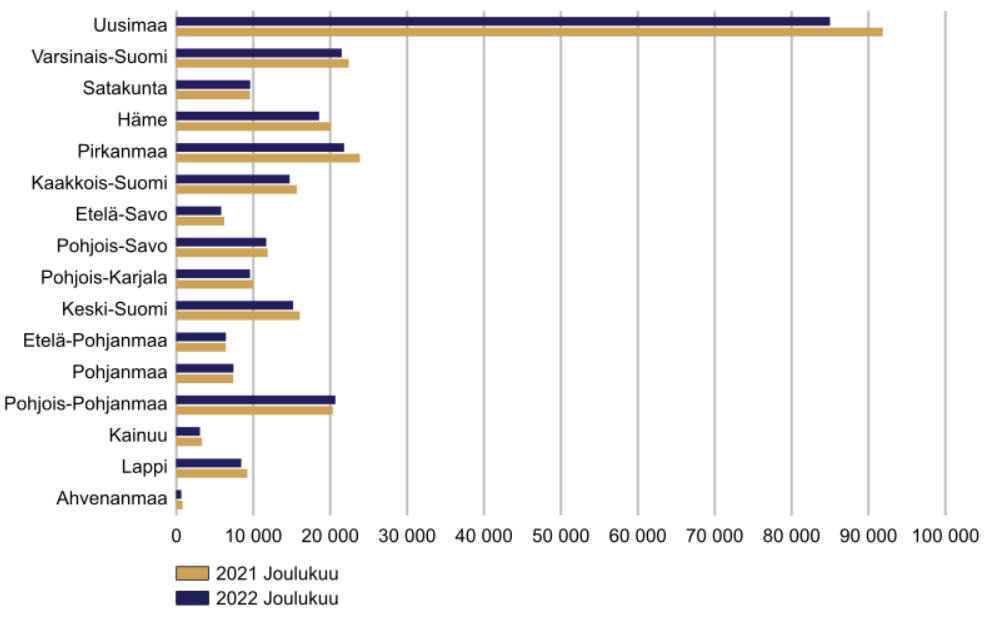 Uusimaa
Varsinais-Suomi
Satakunta
Häme
Pirkanmaa
Kaakkois-Suomi
Etelä-Savo
Pohjois-Savo
Pohjois-Karjala
Keski-Suomi
Etelä-Pohjanmaa
Pohjanmaa
Pohjois-Pohjanmaa
Kainuu
Lappi
Ahvenanmaa
0 10 000 20 000 30 000 40 000 50 000 60 000 70 000 80 000 90 000 100 000
2021 Joulukuu
2022 Joulukuu